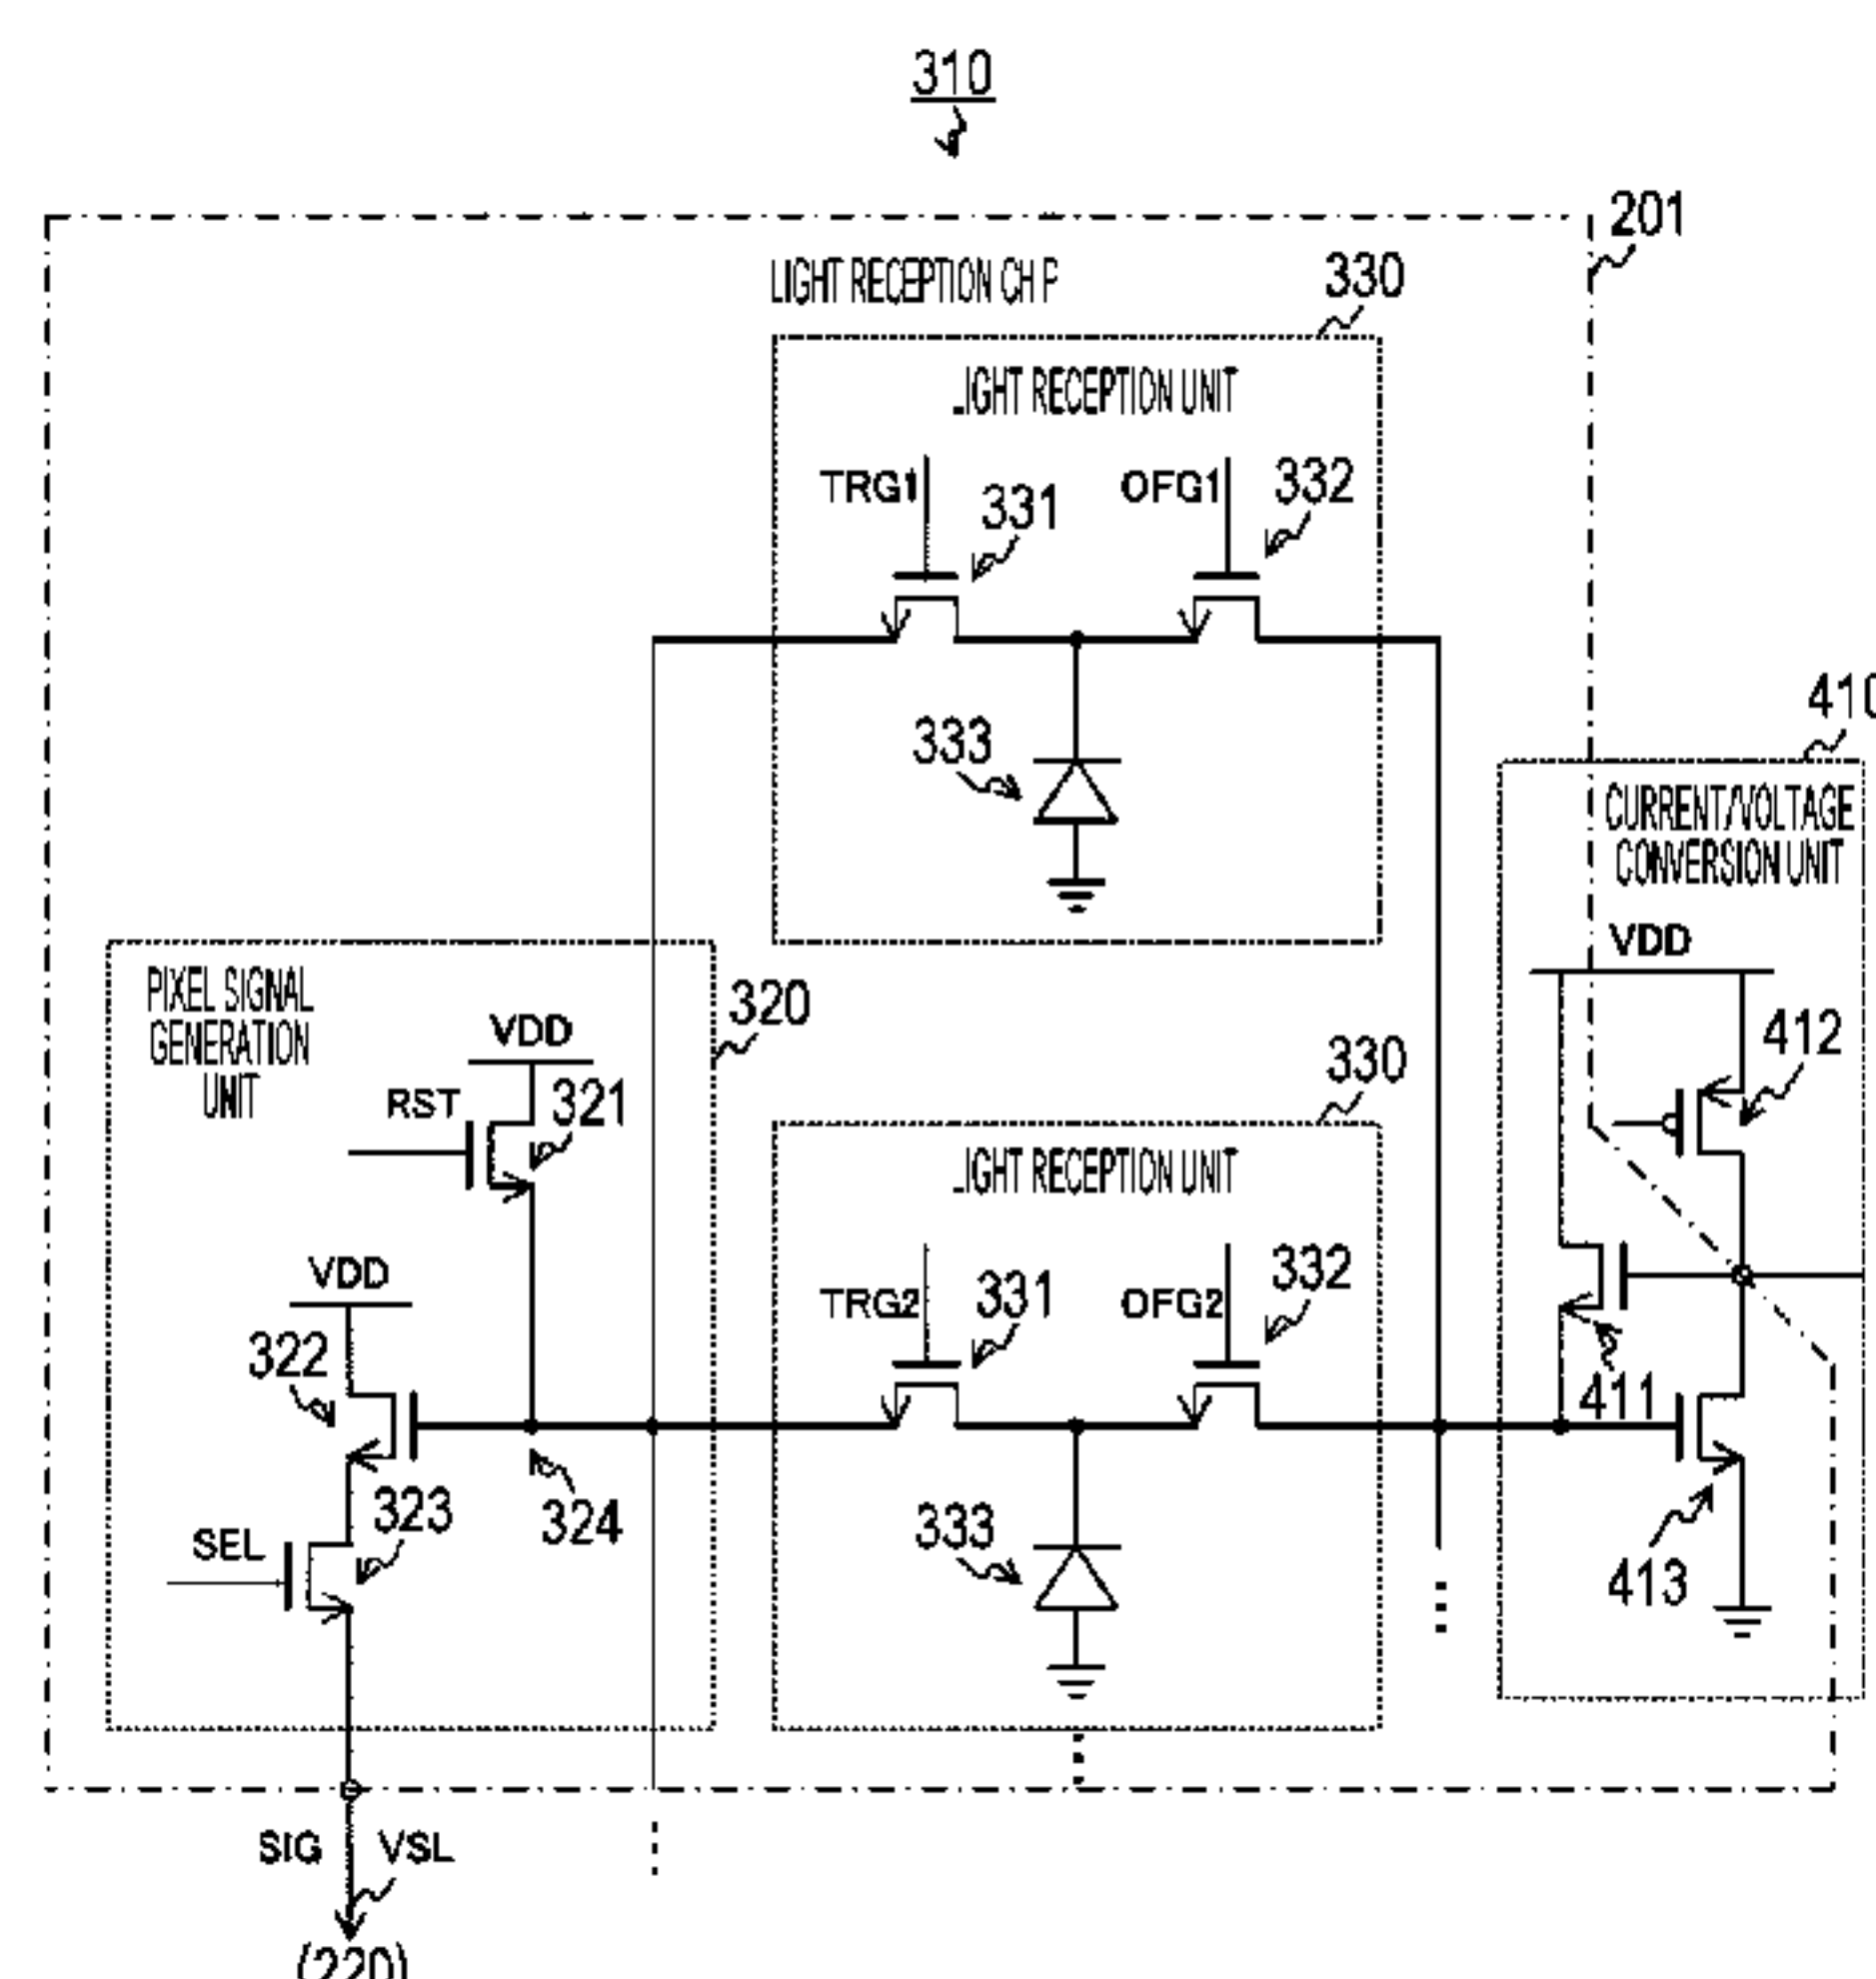 310
201
LIGHT RECEPTION CH P
330
LIGHT RECEPTION UNIT
TRG1
331
OFG1
332
333
410
CURRENT/VOLTAGE
CONVERSION UNIT
VDD
412
411
413
PIXEL SIGNAL
GENERATION
UNIT
320
VDD
RST
321
VDD
322
324
SEL
323
330
LIGHT RECEPTION UNIT
TRG2
331
OFG2
332
333
SIG
VSL
(220)